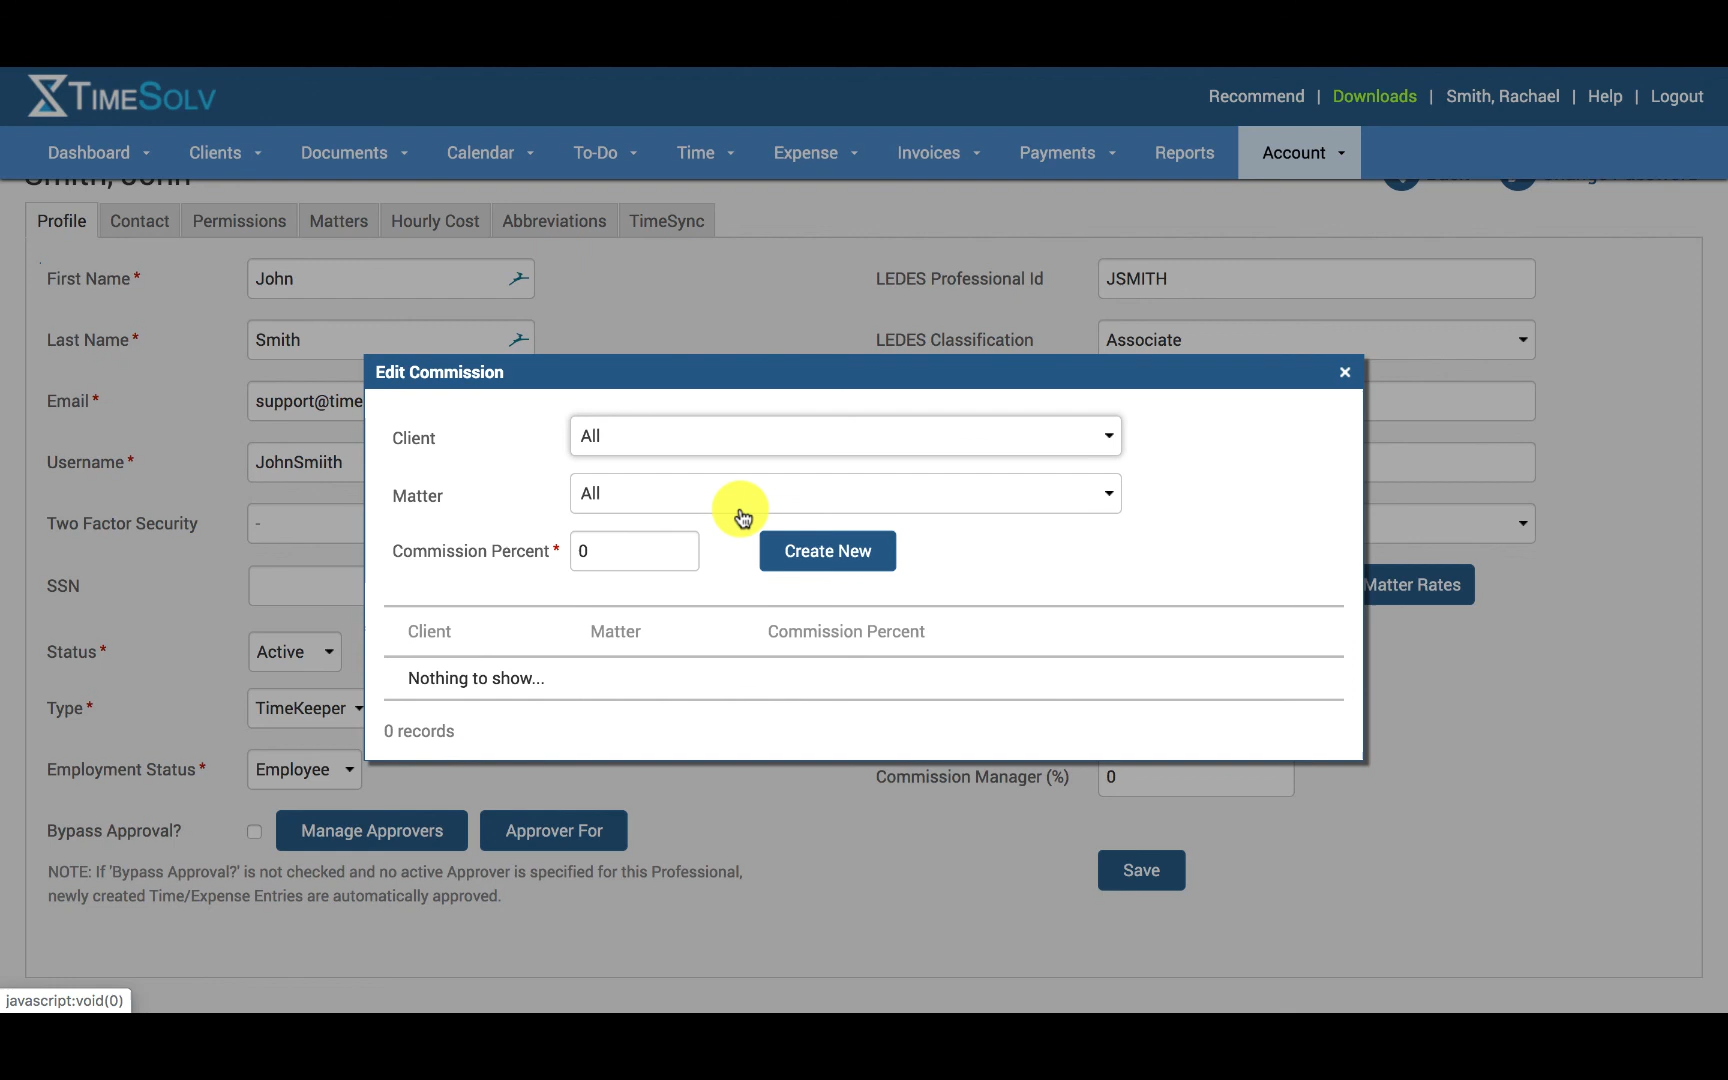 TIMESOLV
Recommend | Downloads | Smith, Rachael | Help | Logout
Dashboard Clients Documents Calendar To-Do Time Expense Invoices Payments Reports Account
Smith, John
Profile Contact Permissions Matters Hourly Cost Abbreviations TimeSync
First Name* John LEDES Professional Id JSMITH
Last Name* Smith LEDES Classification Associate
Edit Commission ×
Email* support@time
Client All
Username* JohnSmiith
Matter All
Two Factor Security -
Commission Percent* 0 Create New
SSN Matter Rates
Client Matter Commission Percent
Status* Active
Nothing to show...
Type* TimeKeeper
0 records
Employment Status* Employee Commission Manager (%) 0
Bypass Approval? Manage Approvers Approver For
NOTE: If 'Bypass Approval?' is not checked and no active Approver is specified for this Professional,
newly created Time/Expense Entries are automatically approved.
Save
javascript:void(0)